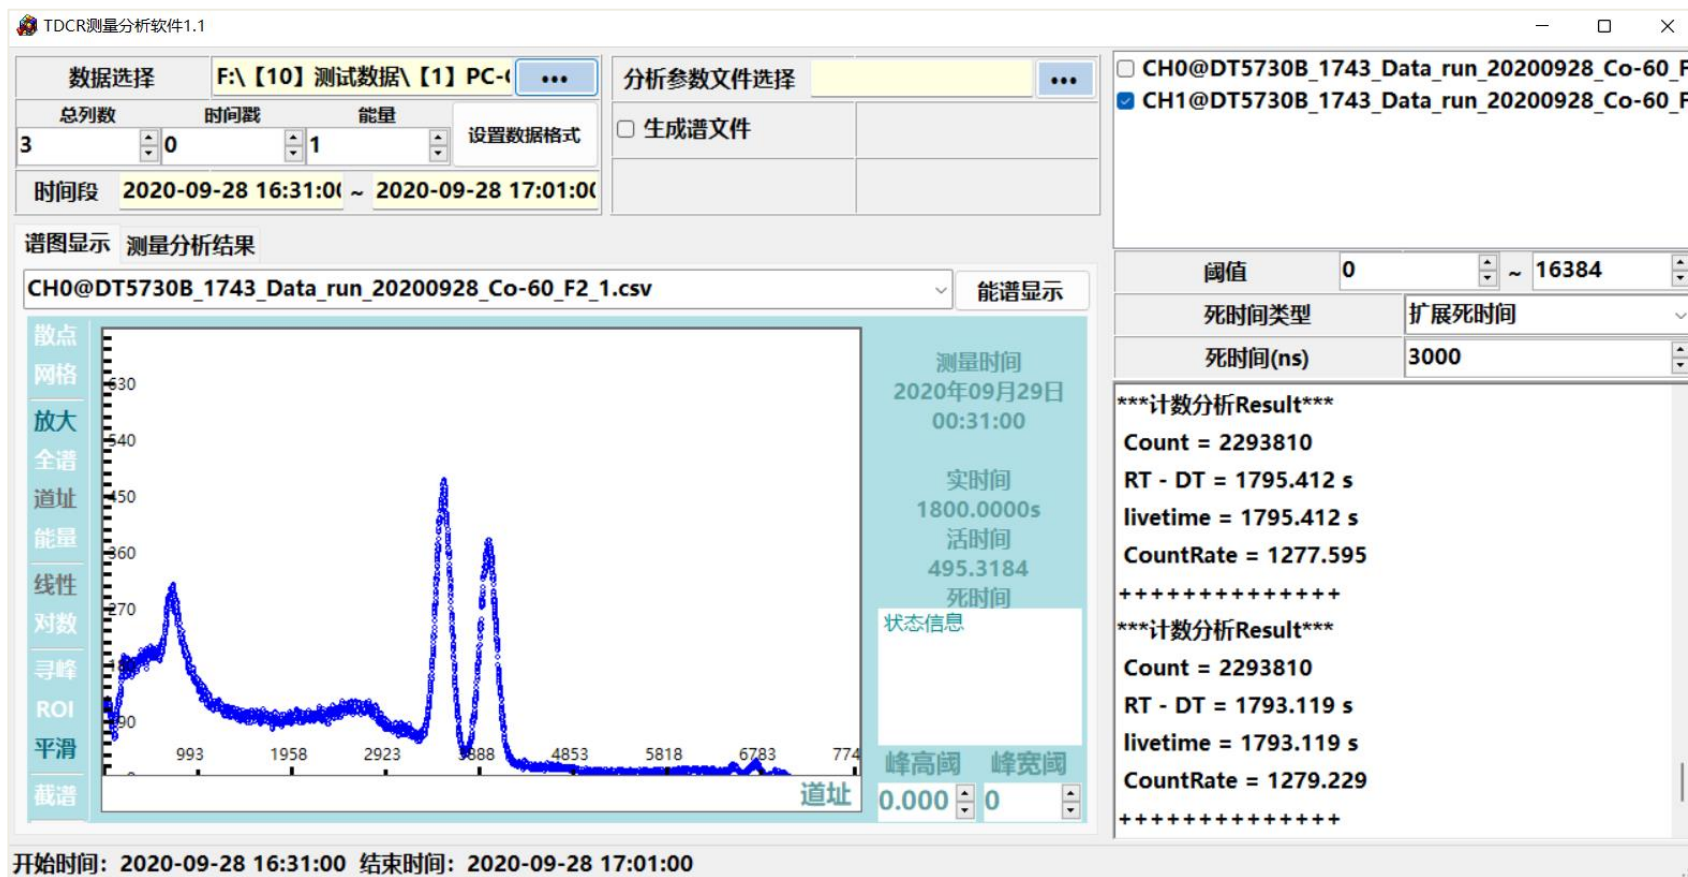 TDCR测量分析软件1.1
数据选择
F:\【10】测试数据\【1】PC-(
•••
总列数 时间戳 能量
3 0 1
设置数据格式
时间段 2020-09-28 16:31:0( ~ 2020-09-28 17:01:0(
分析参数文件选择
•••
生成谱文件
CH0@DT5730B_1743_Data_run_20200928_Co-60_F
CH1@DT5730B_1743_Data_run_20200928_Co-60_F
谱图显示 测量分析结果
CH0@DT5730B_1743_Data_run_20200928_Co-60_F2_1.csv
能谱显示
散点
网格
放大
全谱
道址
能量
线性
对数
寻峰
ROI
平滑
截谱
630
540
450
360
270
180
90
0
993 1958 2923 3888 4853 5818 6783 774
道址
测量时间
2020年09月29日
00:31:00
实时间
1800.0000s
活时间
495.3184
死时间
状态信息
峰高阈 峰宽阈
0.000 0
阈值 0 ~ 16384
死时间类型 扩展死时间
死时间(ns) 3000
***计数分析Result***
Count = 2293810
RT - DT = 1795.412 s
livetime = 1795.412 s
CountRate = 1277.595
++++++++++++++
***计数分析Result***
Count = 2293810
RT - DT = 1793.119 s
livetime = 1793.119 s
CountRate = 1279.229
++++++++++++++
开始时间：2020-09-28 16:31:00 结束时间：2020-09-28 17:01:00